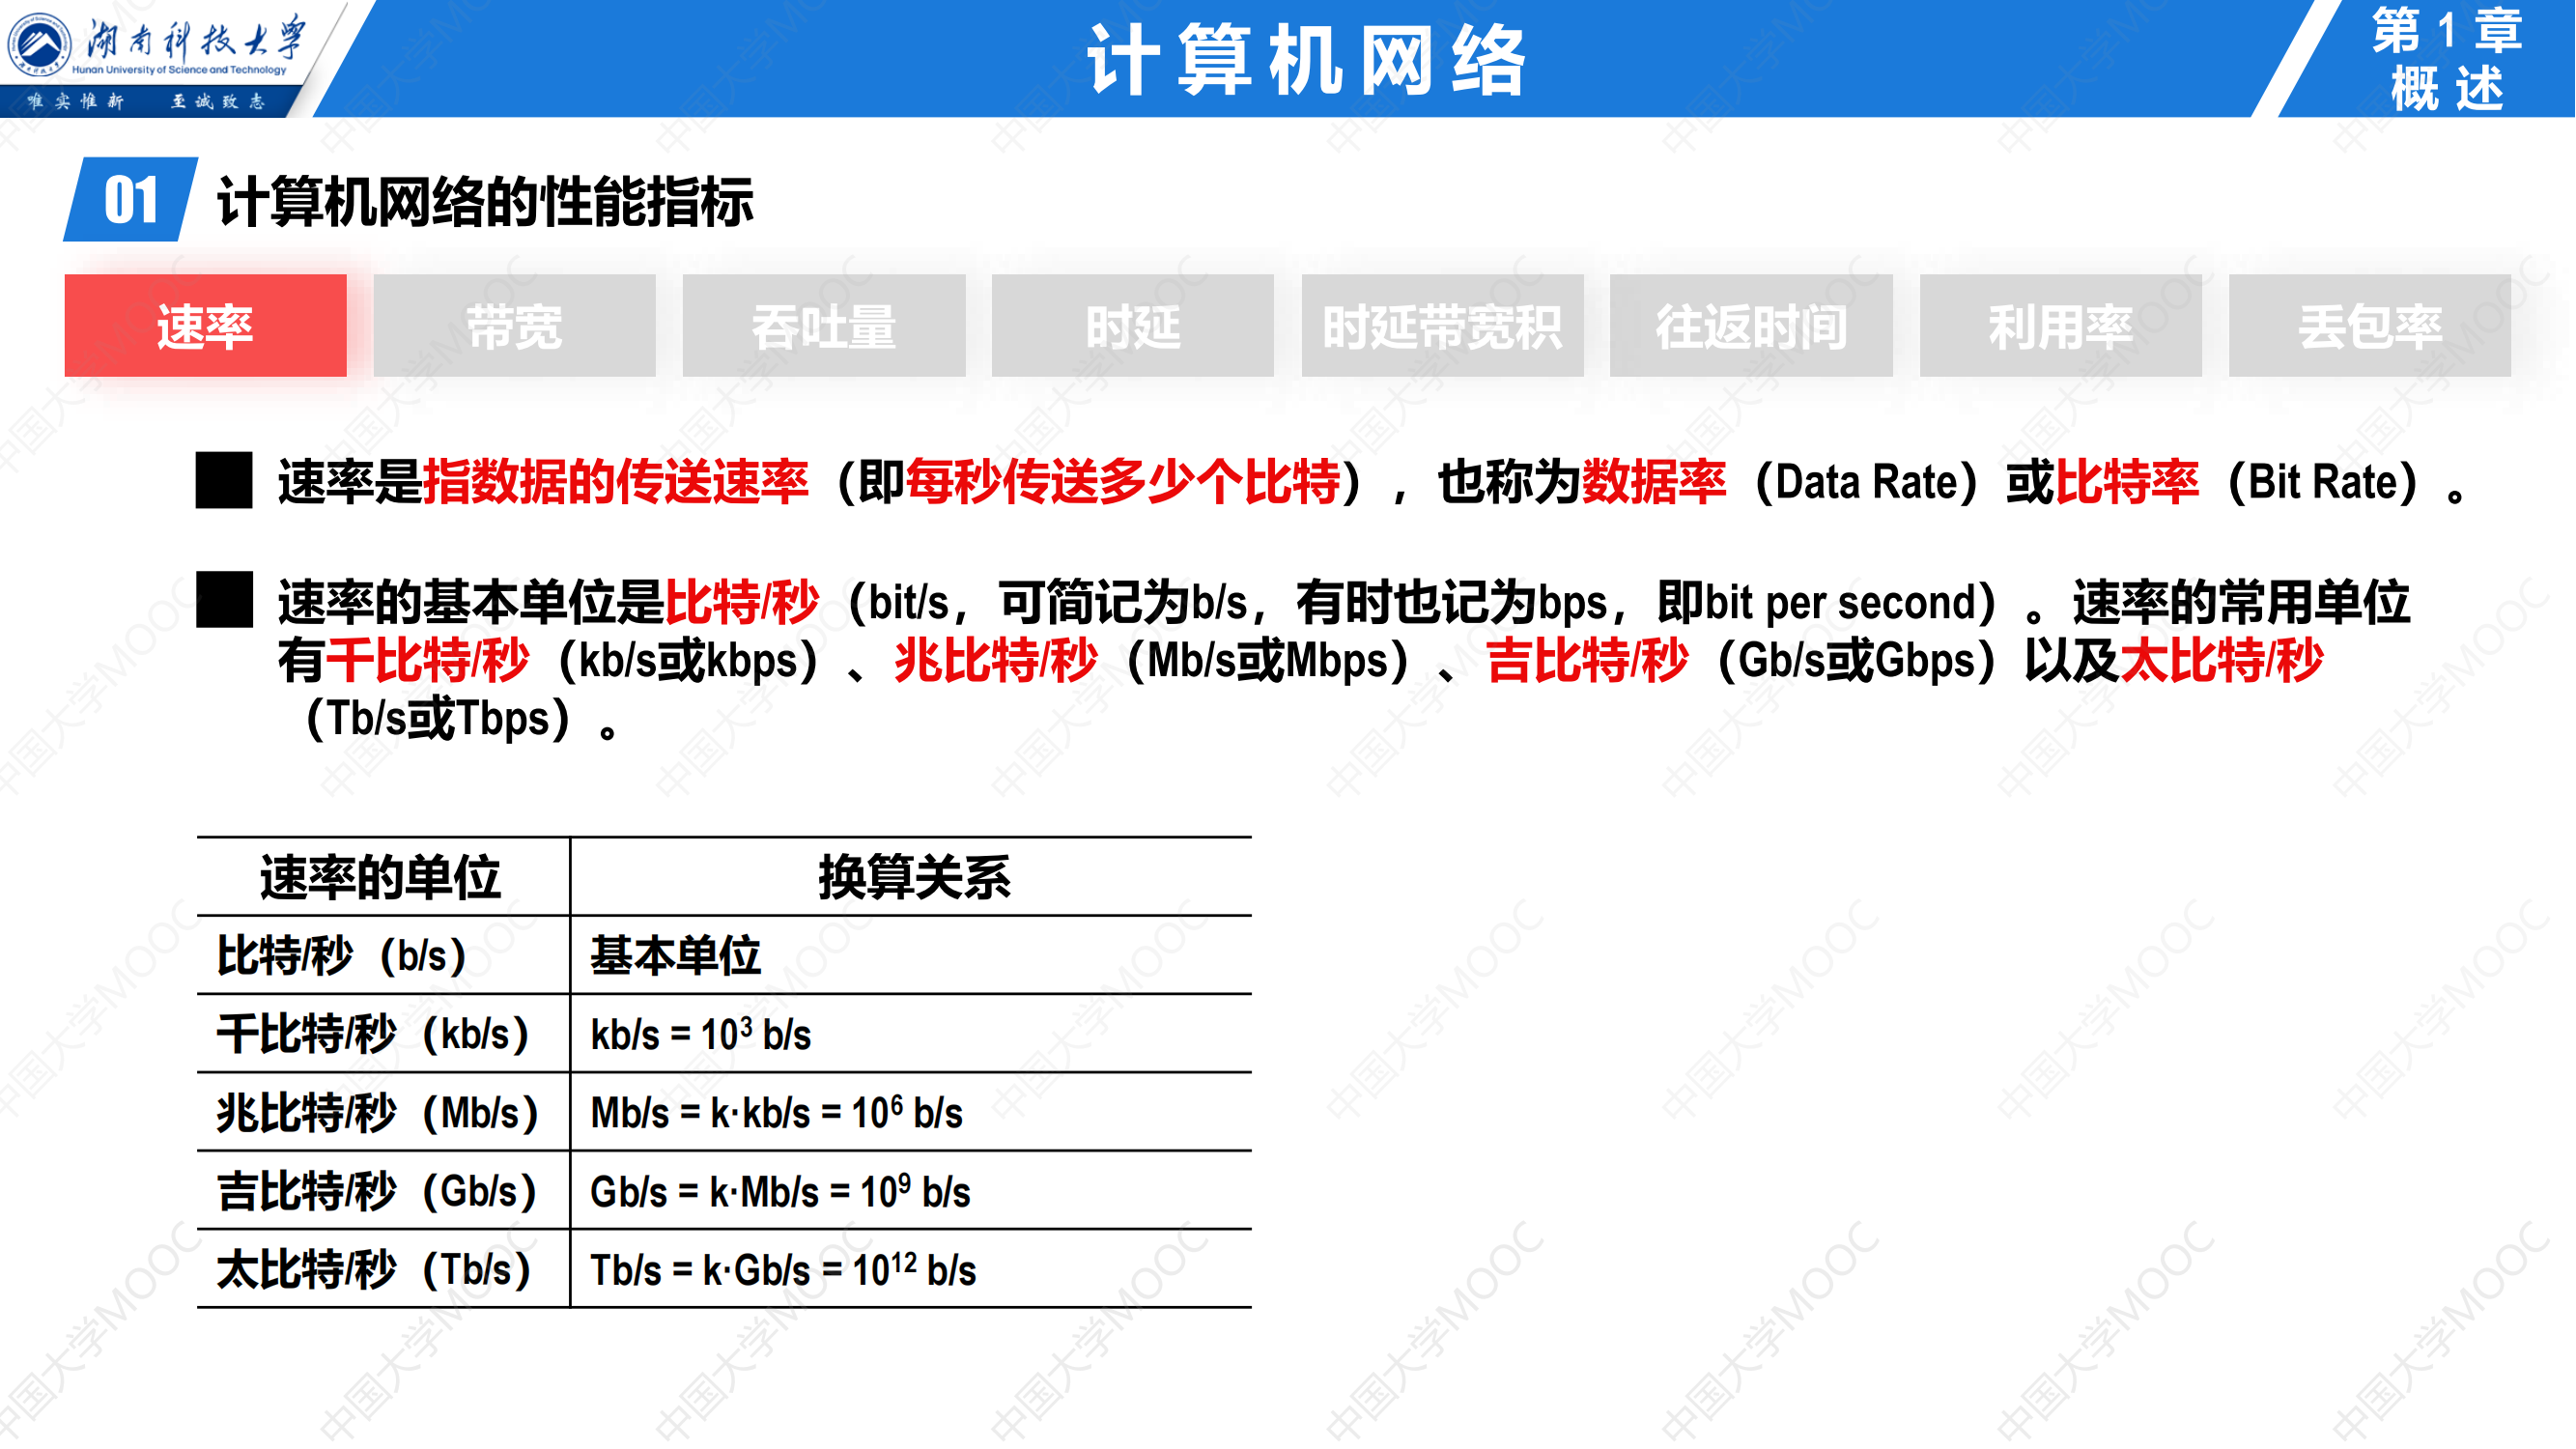 湖南科技大学
Hunan University of Science and Technology
唯实惟新 至诚致志
计算机网络
第1章
概述
01 计算机网络的性能指标
速率 带宽 吞吐量 时延 时延带宽积 往返时间 利用率 丢包率
速率是指数据的传送速率（即每秒传送多少个比特），也称为数据率（Data Rate）或比特率（Bit Rate）。
速率的基本单位是比特/秒（bit/s，可简记为b/s，有时也记为bps，即bit per second）。速率的常用单位
有千比特/秒（kb/s或kbps）、兆比特/秒（Mb/s或Mbps）、吉比特/秒（Gb/s或Gbps）以及太比特/秒
（Tb/s或Tbps）。
速率的单位 换算关系
比特/秒（b/s） 基本单位
千比特/秒（kb/s） kb/s = 10³ b/s
兆比特/秒（Mb/s） Mb/s = k·kb/s = 10⁶ b/s
吉比特/秒（Gb/s） Gb/s = k·Mb/s = 10⁹ b/s
太比特/秒（Tb/s） Tb/s = k·Gb/s = 10¹² b/s
中国大学MOOC